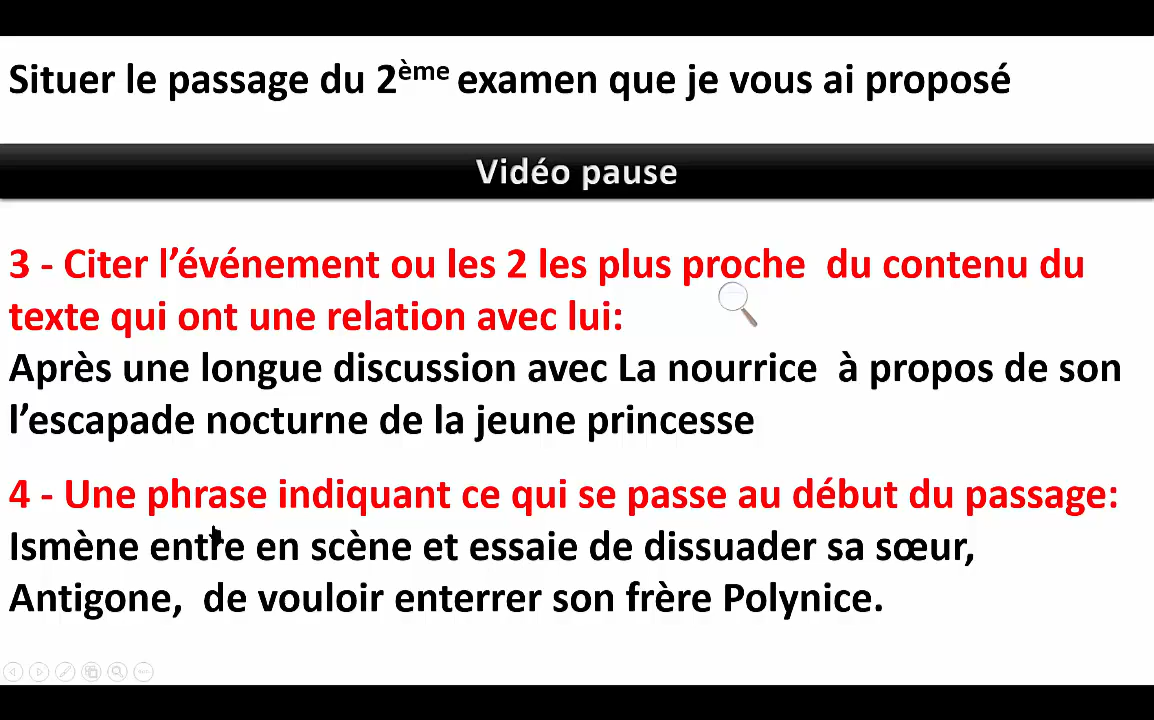 Situer le passage du 2ème examen que je vous ai proposé
Vidéo pause
3 - Citer l’événement ou les 2 les plus proche du contenu du
texte qui ont une relation avec lui:
Après une longue discussion avec La nourrice à propos de son
l’escapade nocturne de la jeune princesse
4 - Une phrase indiquant ce qui se passe au début du passage:
Ismène entre en scène et essaie de dissuader sa sœur,
Antigone, de vouloir enterrer son frère Polynice.